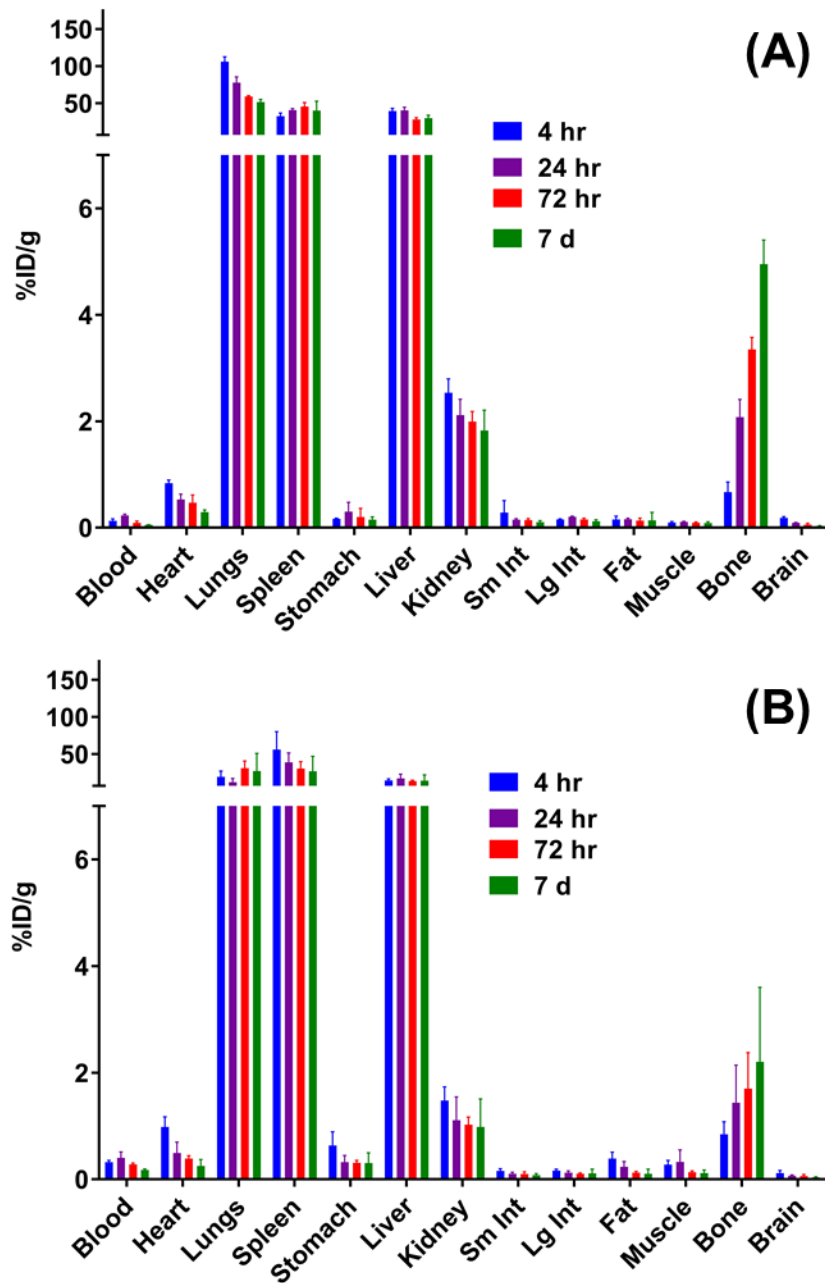 (A)
150
100
50
6
4
2
0
%ID/g
4 hr
24 hr
72 hr
7 d
Blood
Heart
Lungs
Spleen
Stomach
Liver
Kidney
Sm Int
Lg Int
Fat
Muscle
Bone
Brain
(B)
150
100
50
6
4
2
0
%ID/g
4 hr
24 hr
72 hr
7 d
Blood
Heart
Lungs
Spleen
Stomach
Liver
Kidney
Sm Int
Lg Int
Fat
Muscle
Bone
Brain